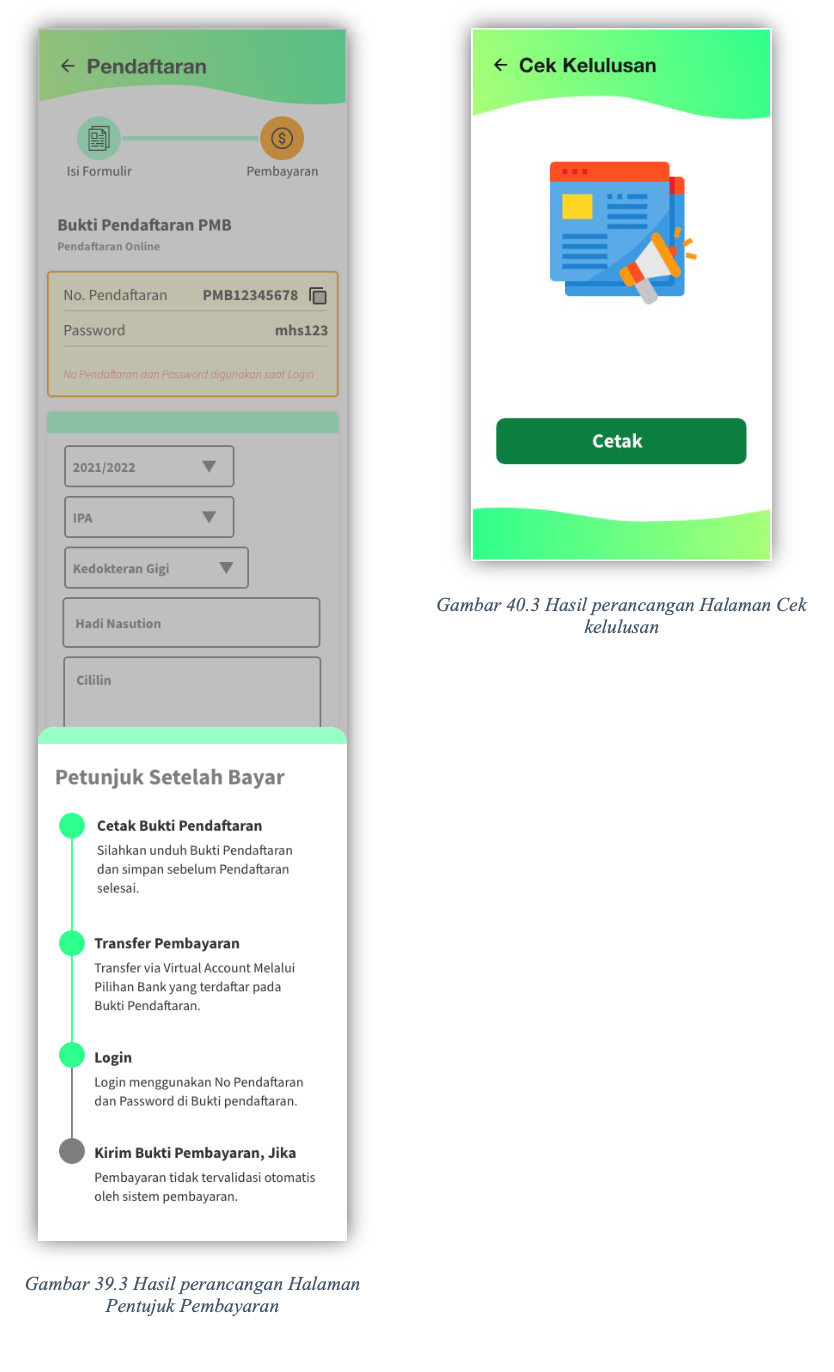 Pendaftaran
Isi Formulir
Pembayaran
Bukti Pendaftaran PMB
Pendaftaran Online
No. Pendaftaran PMB12345678
Password mhs123
No Pendaftaran dan Password digunakan saat Login
2021/2022
IPA
Kedokteran Gigi
Hadi Nasution
Cililin
Petunjuk Setelah Bayar
Cetak Bukti Pendaftaran
Silahkan unduh Bukti Pendaftaran
dan simpan sebelum Pendaftaran
selesai.
Transfer Pembayaran
Transfer via Virtual Account Melalui
Pilihan Bank yang terdaftar pada
Bukti Pendaftaran.
Login
Login menggunakan No Pendaftaran
dan Password di Bukti pendaftaran.
Kirim Bukti Pembayaran, Jika
Pembayaran tidak tervalidasi otomatis
oleh sistem pembayaran.
Gambar 39.3 Hasil perancangan Halaman
Pentujuk Pembayaran
Cek Kelulusan
Cetak
Gambar 40.3 Hasil perancangan Halaman Cek
kelulusan